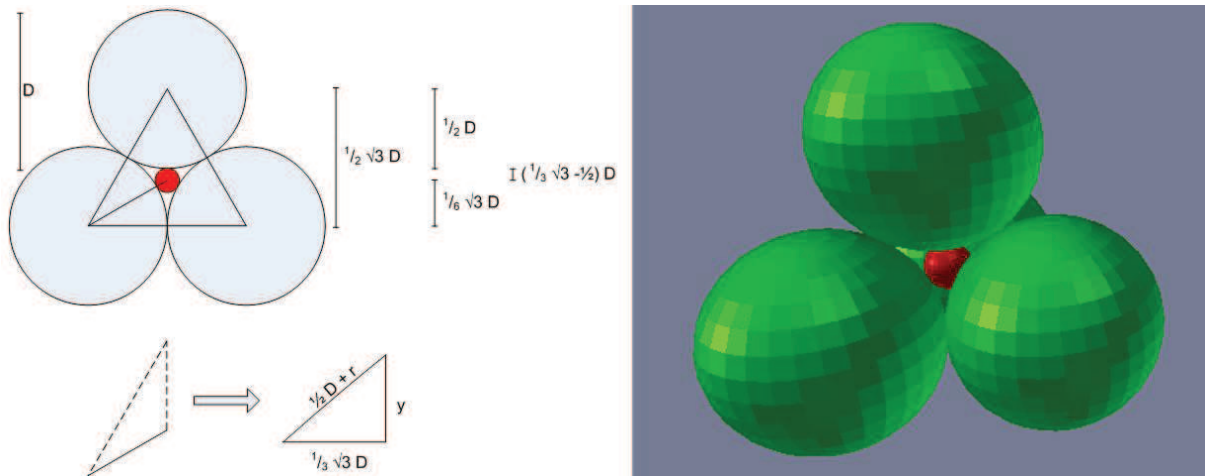 D
¹/₂ √3 D
¹/₂ D
¹/₆ √3 D
(¹/₃ √3 -½) D
½ D + r
y
¹/₃ √3 D